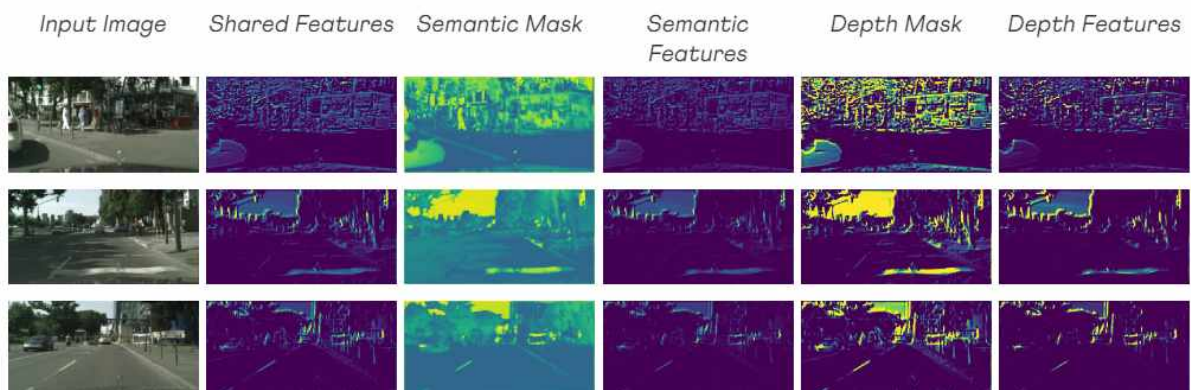 Input Image
Shared Features
Semantic Mask
Semantic
Features
Depth Mask
Depth Features